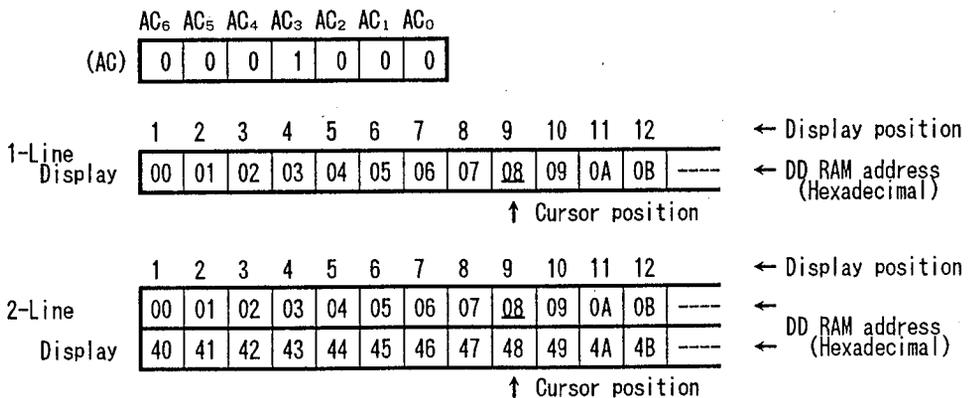 AC₆ AC₅ AC₄ AC₃ AC₂ AC₁ AC₀
(AC) 0 0 0 1 0 0 0
1 2 3 4 5 6 7 8 9 10 11 12 ← Display position
1-Line
Display 00 01 02 03 04 05 06 07 08 09 0A 0B ---- ← DD RAM address
(Hexadecimal)
↑ Cursor position
1 2 3 4 5 6 7 8 9 10 11 12 ← Display position
2-Line 00 01 02 03 04 05 06 07 08 09 0A 0B ---- ←
DD RAM address
Display 40 41 42 43 44 45 46 47 48 49 4A 4B ---- ← (Hexadecimal)
↑ Cursor position